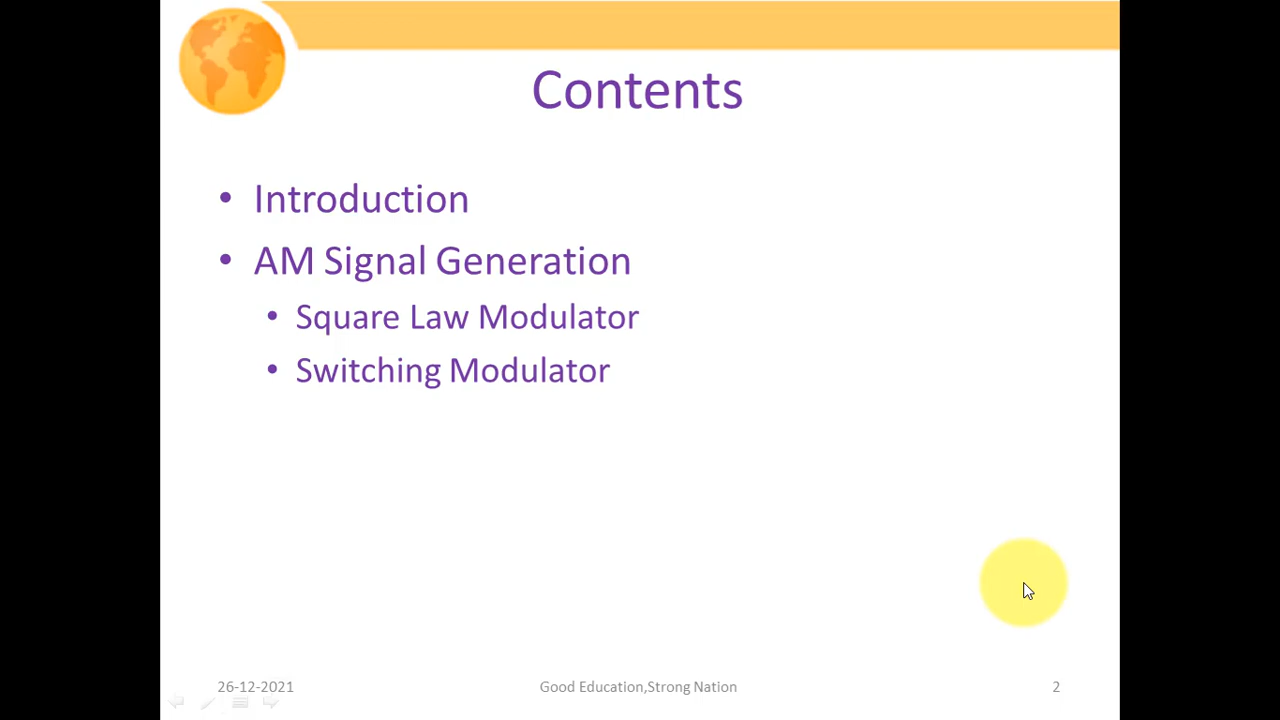 Contents
• Introduction
• AM Signal Generation
• Square Law Modulator
• Switching Modulator
26-12-2021
Good Education,Strong Nation
2